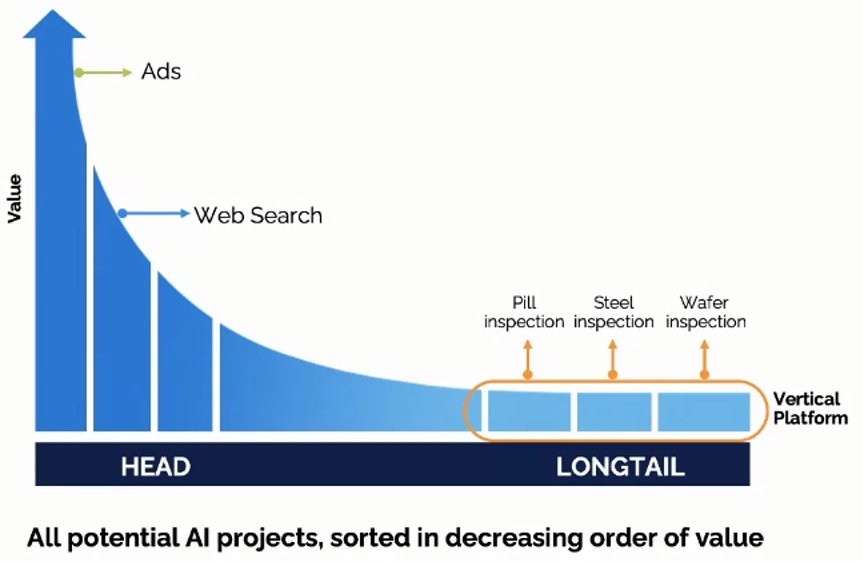 Ads
Value
Web Search
Pill
inspection
Steel
inspection
Wafer
inspection
Vertical
Platform
HEAD
LONGTAIL
All potential AI projects, sorted in decreasing order of value